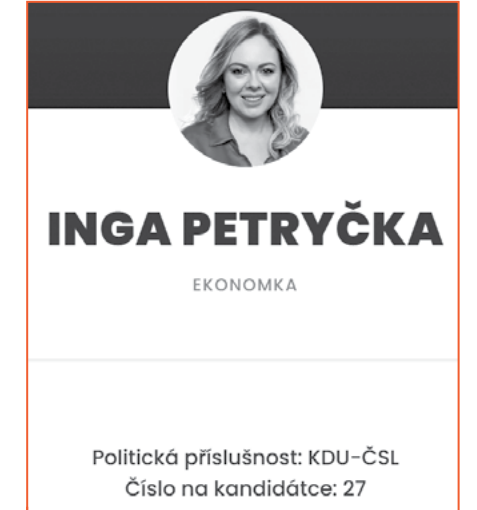 INGA PETRYČKA
EKONOMKA
Politická příslušnost: KDU-ČSL
Číslo na kandidátce: 27